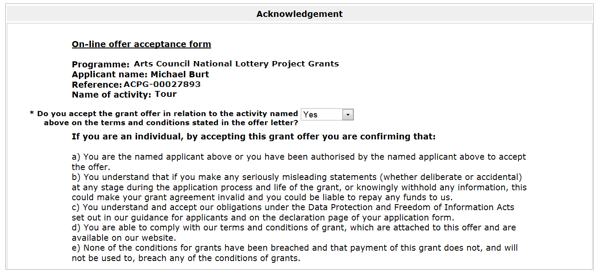 Acknowledgement
On-line offer acceptance form
Programme: Arts Council National Lottery Project Grants
Applicant name: Michael Burt
Reference: ACPG-00027893
Name of activity: Tour
* Do you accept the grant offer in relation to the activity named Yes
above on the terms and conditions stated in the offer letter?
If you are an individual, by accepting this grant offer you are confirming that:
a) You are the named applicant above or you have been authorised by the named applicant above to accept
the offer.
b) You understand that if you make any seriously misleading statements (whether deliberate or accidental)
at any stage during the application process and life of the grant, or knowingly withhold any information, this
could make your grant agreement invalid and you could be liable to repay any funds to us.
c) You understand and accept our obligations under the Data Protection and Freedom of Information Acts
set out in our guidance for applicants and on the declaration page of your application form.
d) You are able to comply with our terms and conditions of grant, which are attached to this offer and are
available on our website.
e) None of the conditions for grants have been breached and that payment of this grant does not, and will
not be used to, breach any of the conditions of grants.